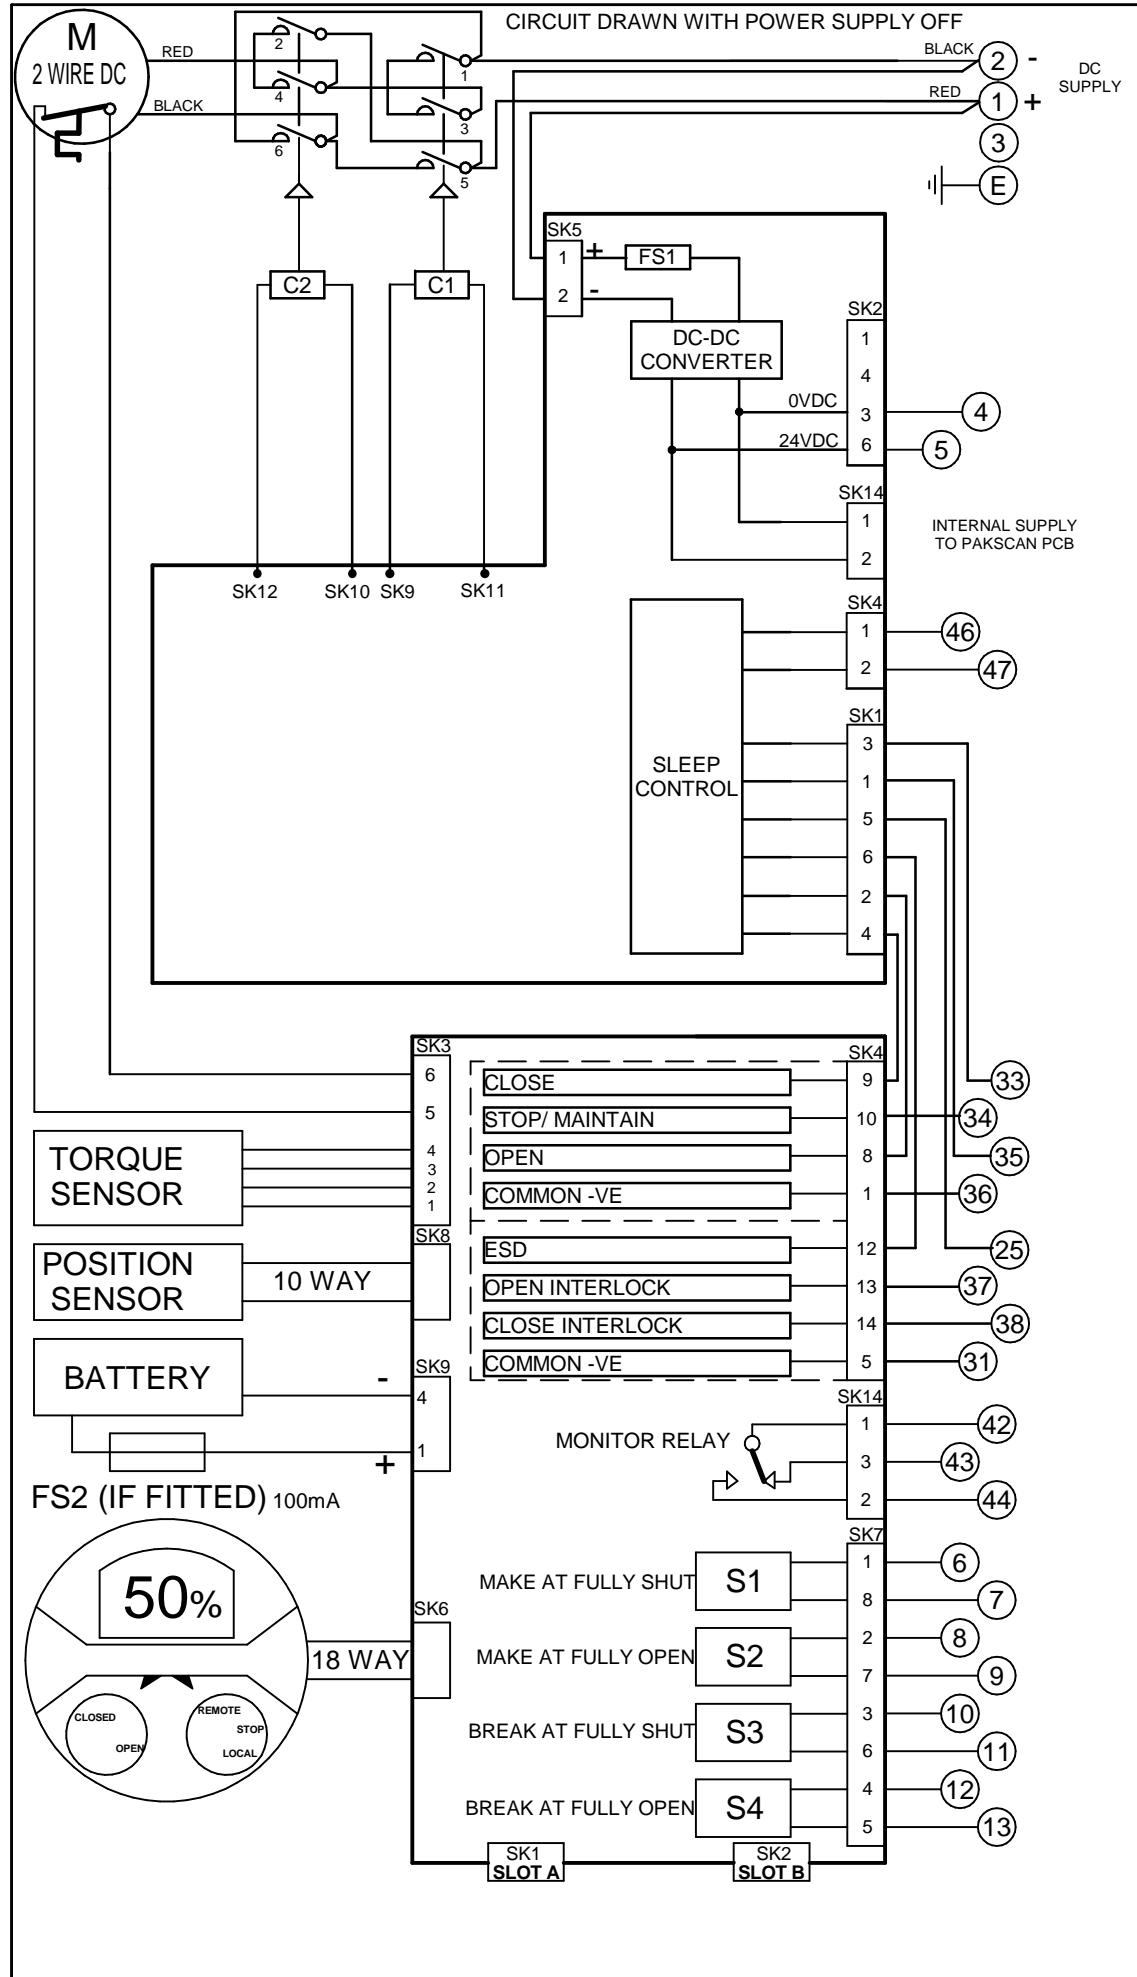 CIRCUIT DRAWN WITH POWER SUPPLY OFF
M
2 WIRE DC
RED
BLACK
2
4
6
1
3
5
BLACK
2
-
RED
1
+
DC
SUPPLY
3
E
C2
C1
SK5
1
+
FS1
2
-
DC-DC
CONVERTER
SK2
1
4
0VDC
3
4
24VDC
6
5
SK14
1
2
INTERNAL SUPPLY
TO PAKSCAN PCB
SK12
SK10
SK9
SK11
SLEEP
CONTROL
SK4
1
46
2
47
SK1
3
1
5
6
2
4
SK3
6
5
4
3
2
1
TORQUE
SENSOR
SK8
POSITION
SENSOR
10 WAY
BATTERY
-
SK9
4
1
+
FS2 (IF FITTED) 100mA
50%
CLOSED
OPEN
REMOTE
STOP
LOCAL
18 WAY
SK6
SK4
CLOSE
9
33
STOP/ MAINTAIN
10
34
OPEN
8
35
COMMON -VE
1
36
ESD
12
25
OPEN INTERLOCK
13
37
CLOSE INTERLOCK
14
38
COMMON -VE
5
31
SK14
MONITOR RELAY
1
42
3
43
2
44
SK7
MAKE AT FULLY SHUT
S1
1
6
8
7
MAKE AT FULLY OPEN
S2
2
8
7
9
BREAK AT FULLY SHUT
S3
3
10
6
11
BREAK AT FULLY OPEN
S4
4
12
5
13
SK1
SLOT A
SK2
SLOT B